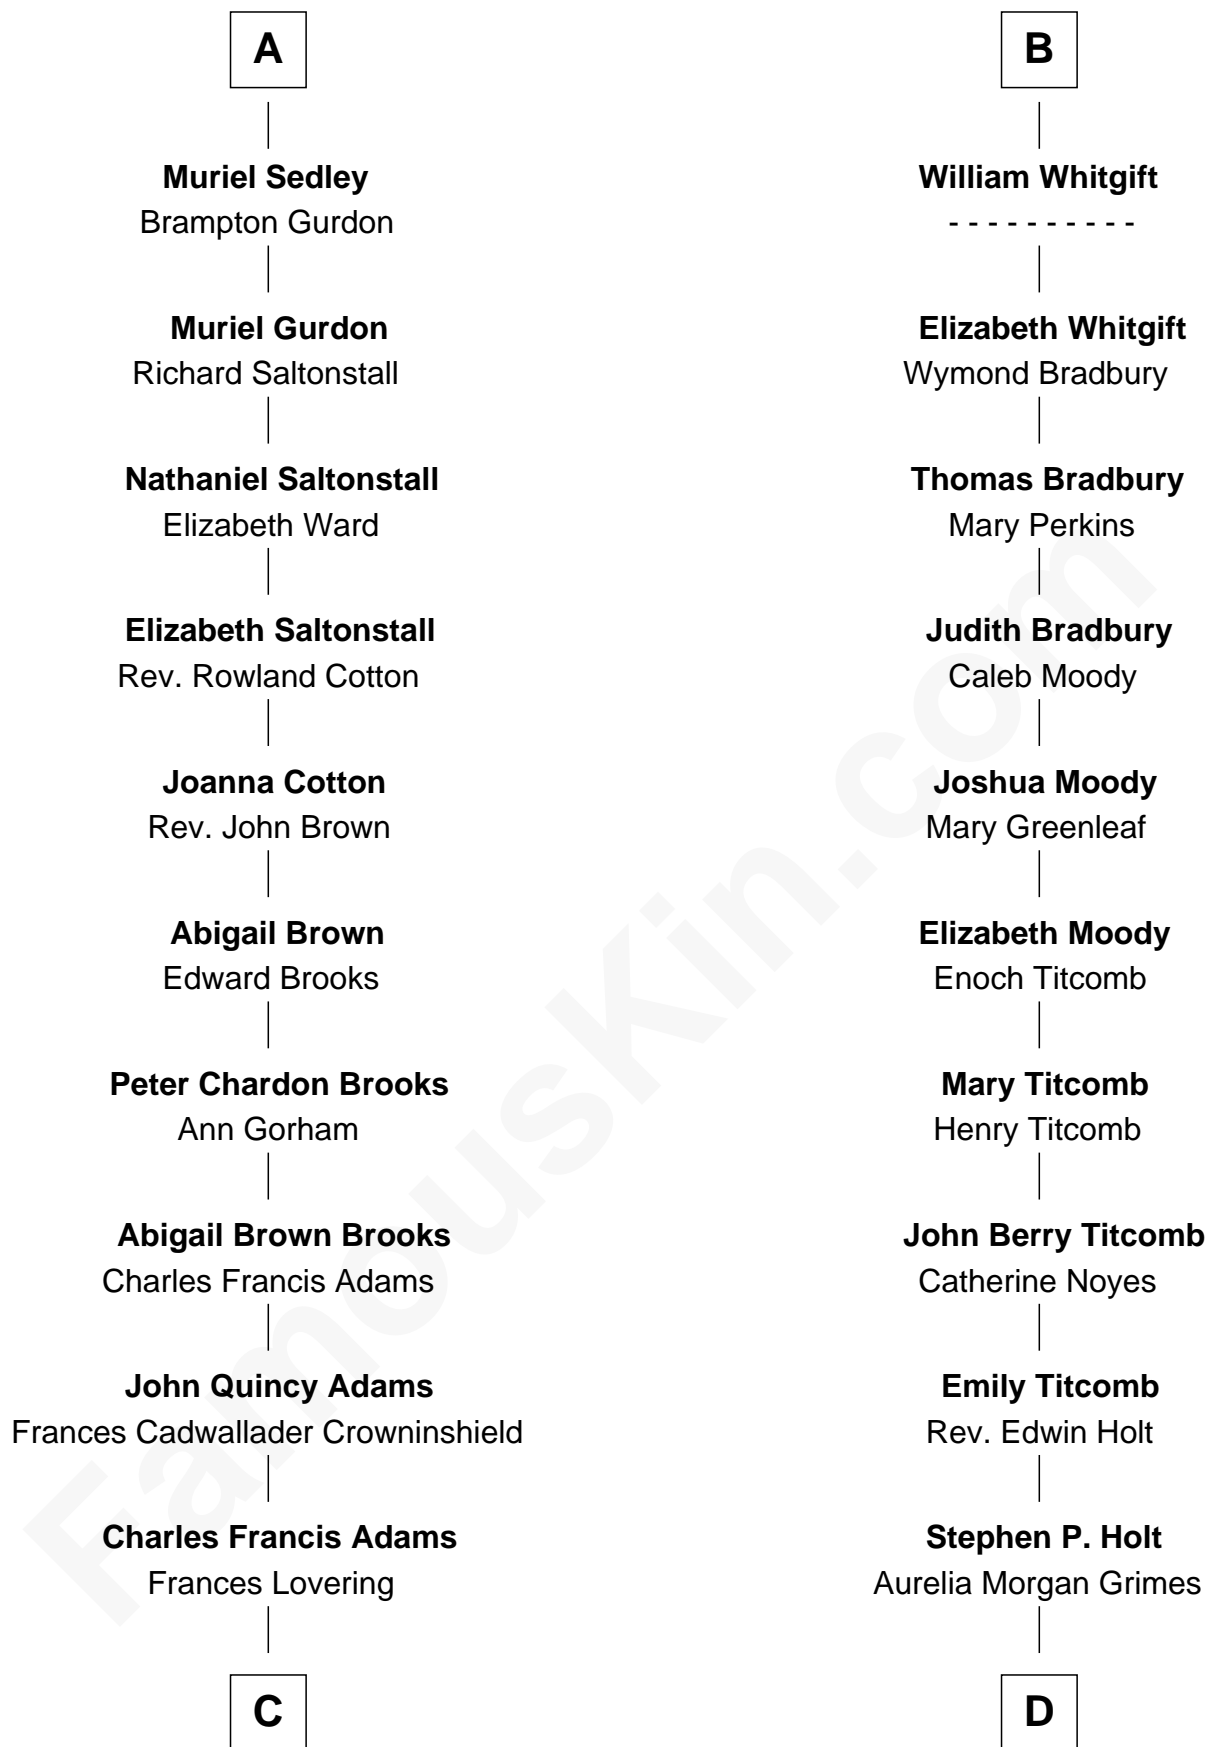 A
Muriel Sedley
Brampton Gurdon
Muriel Gurdon
Richard Saltonstall
Nathaniel Saltonstall
Elizabeth Ward
Elizabeth Saltonstall
Rev. Rowland Cotton
Joanna Cotton
Rev. John Brown
Abigail Brown
Edward Brooks
Peter Chardon Brooks
Ann Gorham
Abigail Brown Brooks
Charles Francis Adams
John Quincy Adams
Frances Cadwallader Crowninshield
Charles Francis Adams
Frances Lovering
C
B
William Whitgift
- - - - - - - - - -
Elizabeth Whitgift
Wymond Bradbury
Thomas Bradbury
Mary Perkins
Judith Bradbury
Caleb Moody
Joshua Moody
Mary Greenleaf
Elizabeth Moody
Enoch Titcomb
Mary Titcomb
Henry Titcomb
John Berry Titcomb
Catherine Noyes
Emily Titcomb
Rev. Edwin Holt
Stephen P. Holt
Aurelia Morgan Grimes
D
FamousKin.com